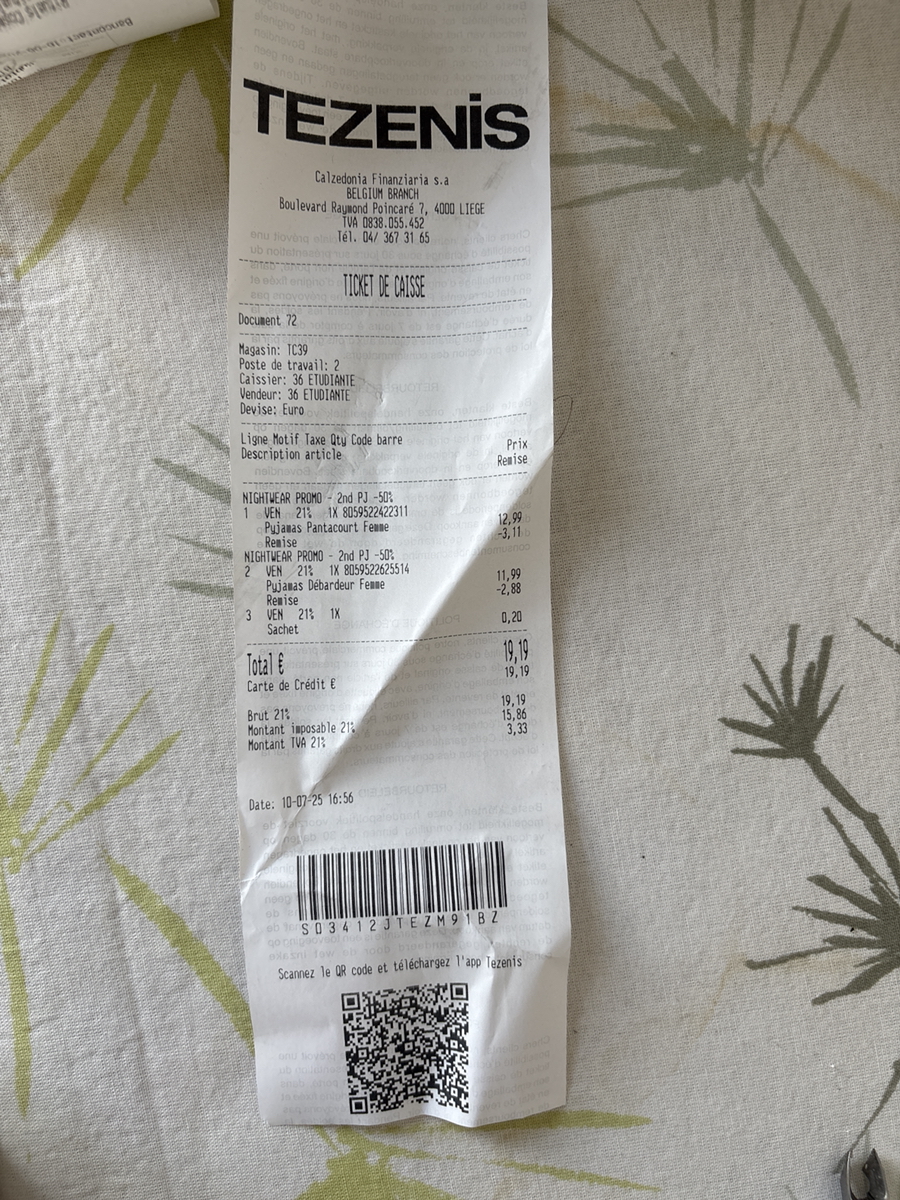 Bancontact
TEZENIS
Calzedonia Finanziaria s.a
BELGIUM BRANCH
Boulevard Raymond Poincaré 7, 4000 LIEGE
TVA 0838.055.452
Tél. 04/ 367 31 65
TICKET DE CAISSE
Document 72
Magasin: TC39
Poste de travail: 2
Caissier: 36 ETUDIANTE
Vendeur: 36 ETUDIANTE
Devise: Euro
Ligne Motif Taxe Qty Code barre Prix
Description article Remise
NIGHTWEAR PROMO - 2nd PJ -50%
1 VEN 21% 1X 8059522422311 12,99
Pyjamas Pantacourt Femme -3,11
Remise
NIGHTWEAR PROMO - 2nd PJ -50%
2 VEN 21% 1X 8059522625514 11,99
Pyjamas Débardeur Femme -2,88
Remise
3 VEN 21% 1X 0,20
Sachet
Total € 19,19
Carte de Crédit € 19,19
Brut 21% 19,19
Montant imposable 21% 15,86
Montant TVA 21% 3,33
Date: 10-07-25 16:56
S03412JTEZM91BZ
Scannez le QR code et téléchargez l'app Tezenis